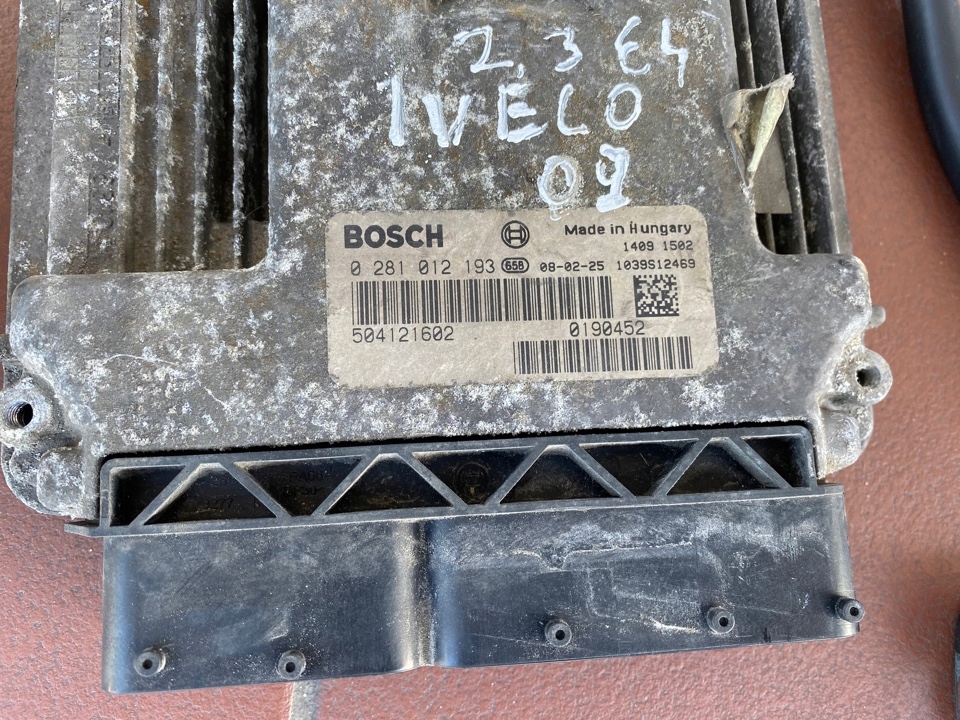 2,3 E4
IVECO
09
BOSCH Made in Hungary
1409 1502
0 281 012 193 658 08-02-25 1039S12469
504121602 0190452